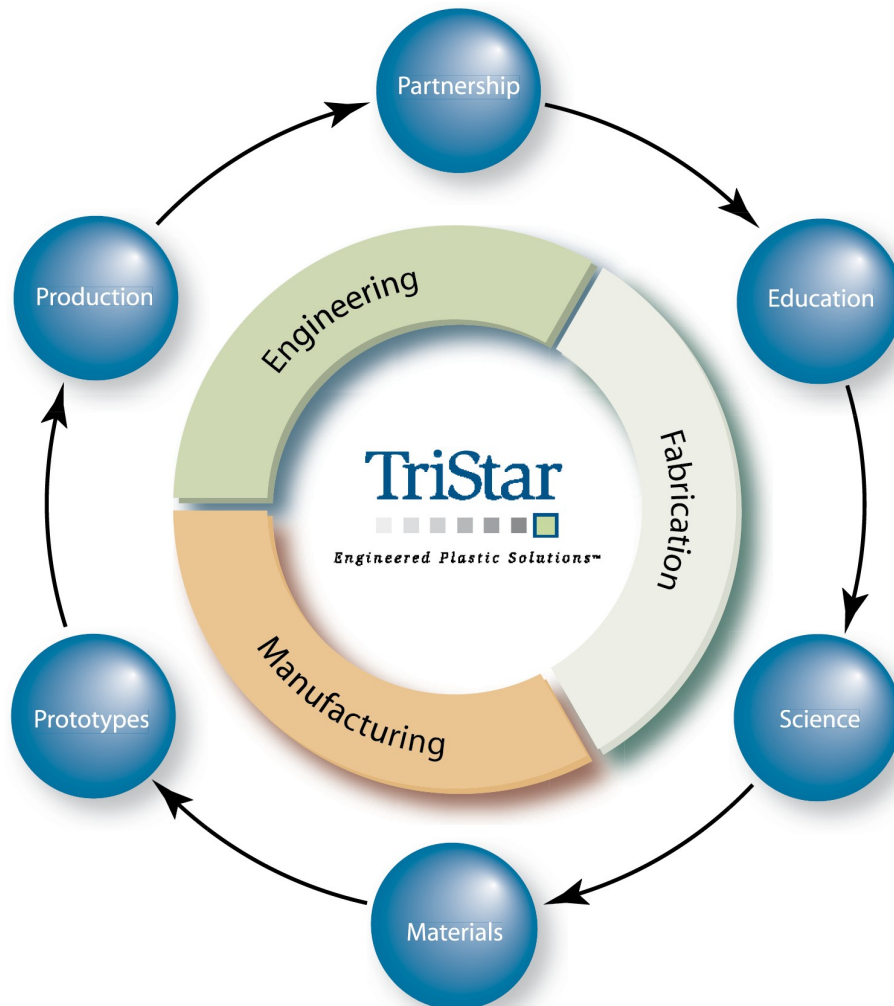 Partnership
Production
Education
Engineering
Fabrication
TriStar
Engineered Plastic Solutions™
Manufacturing
Prototypes
Science
Materials